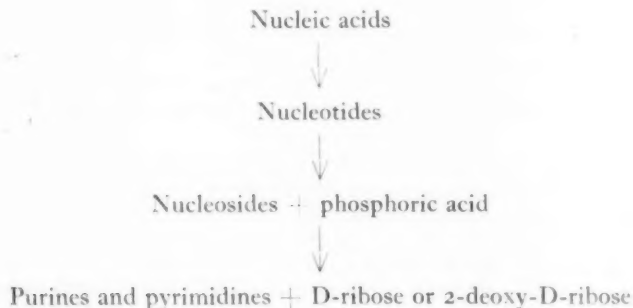 Nucleic acids
Nucleotides
Nucleosides + phosphoric acid
Purines and pyrimidines + D-ribose or 2-deoxy-D-ribose